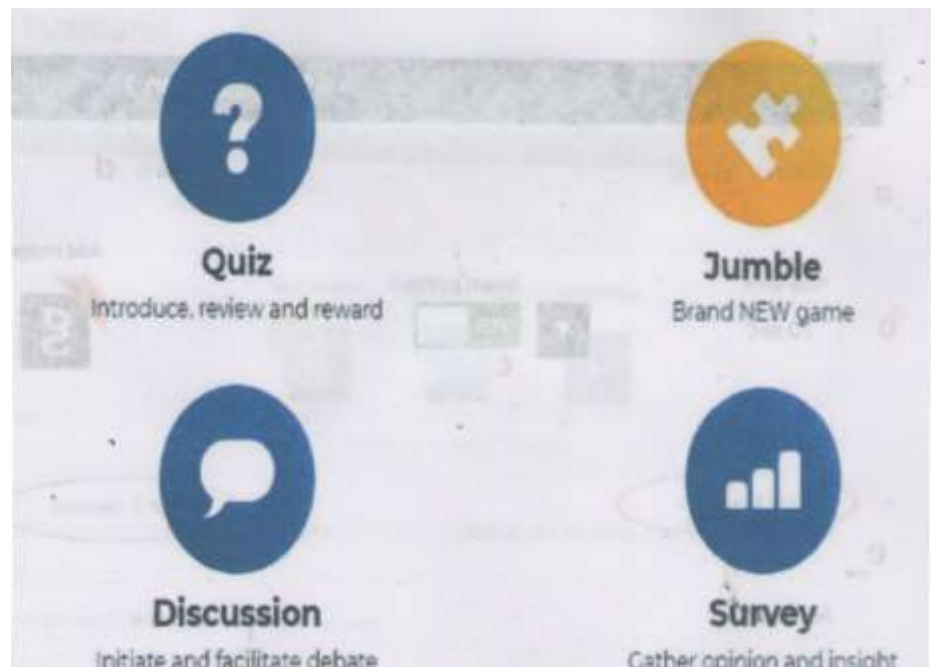 Quiz
Introduce, review and reward
Jumble
Brand NEW game
Discussion
Initiate and facilitate debate
Survey
Gather opinion and insight